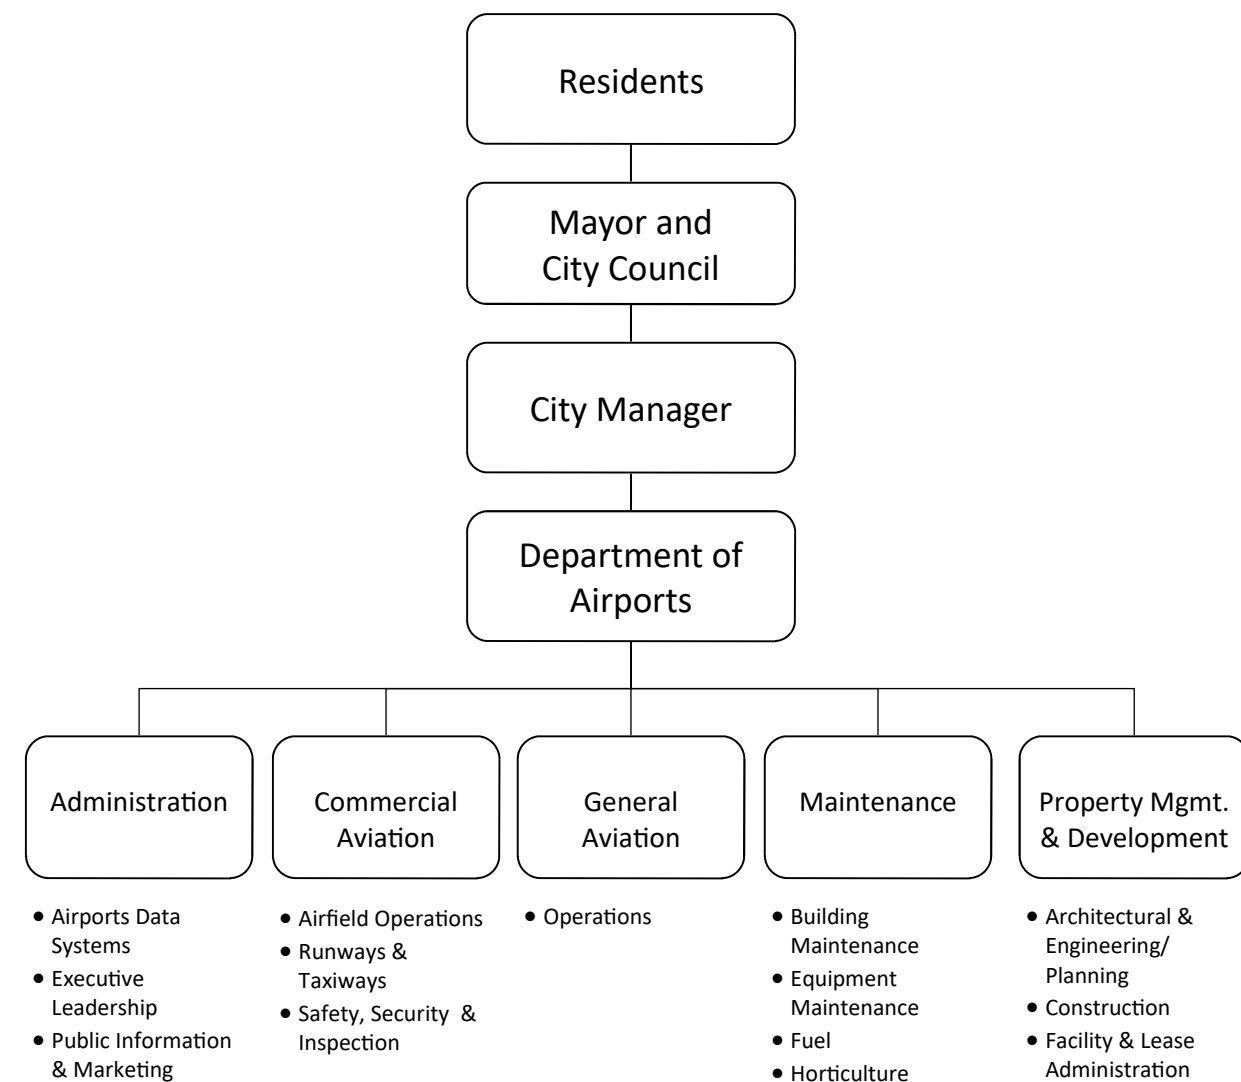 Residents
Mayor and
City Council
City Manager
Department of
Airports
Administration
Commercial
Aviation
General
Aviation
Maintenance
Property Mgmt.
& Development
• Airports Data
Systems
• Executive
Leadership
• Public Information
& Marketing
• Airfield Operations
• Runways &
Taxiways
• Safety, Security &
Inspection
• Operations
• Building
Maintenance
• Equipment
Maintenance
• Fuel
• Horticulture
• Architectural &
Engineering/
Planning
• Construction
• Facility & Lease
Administration